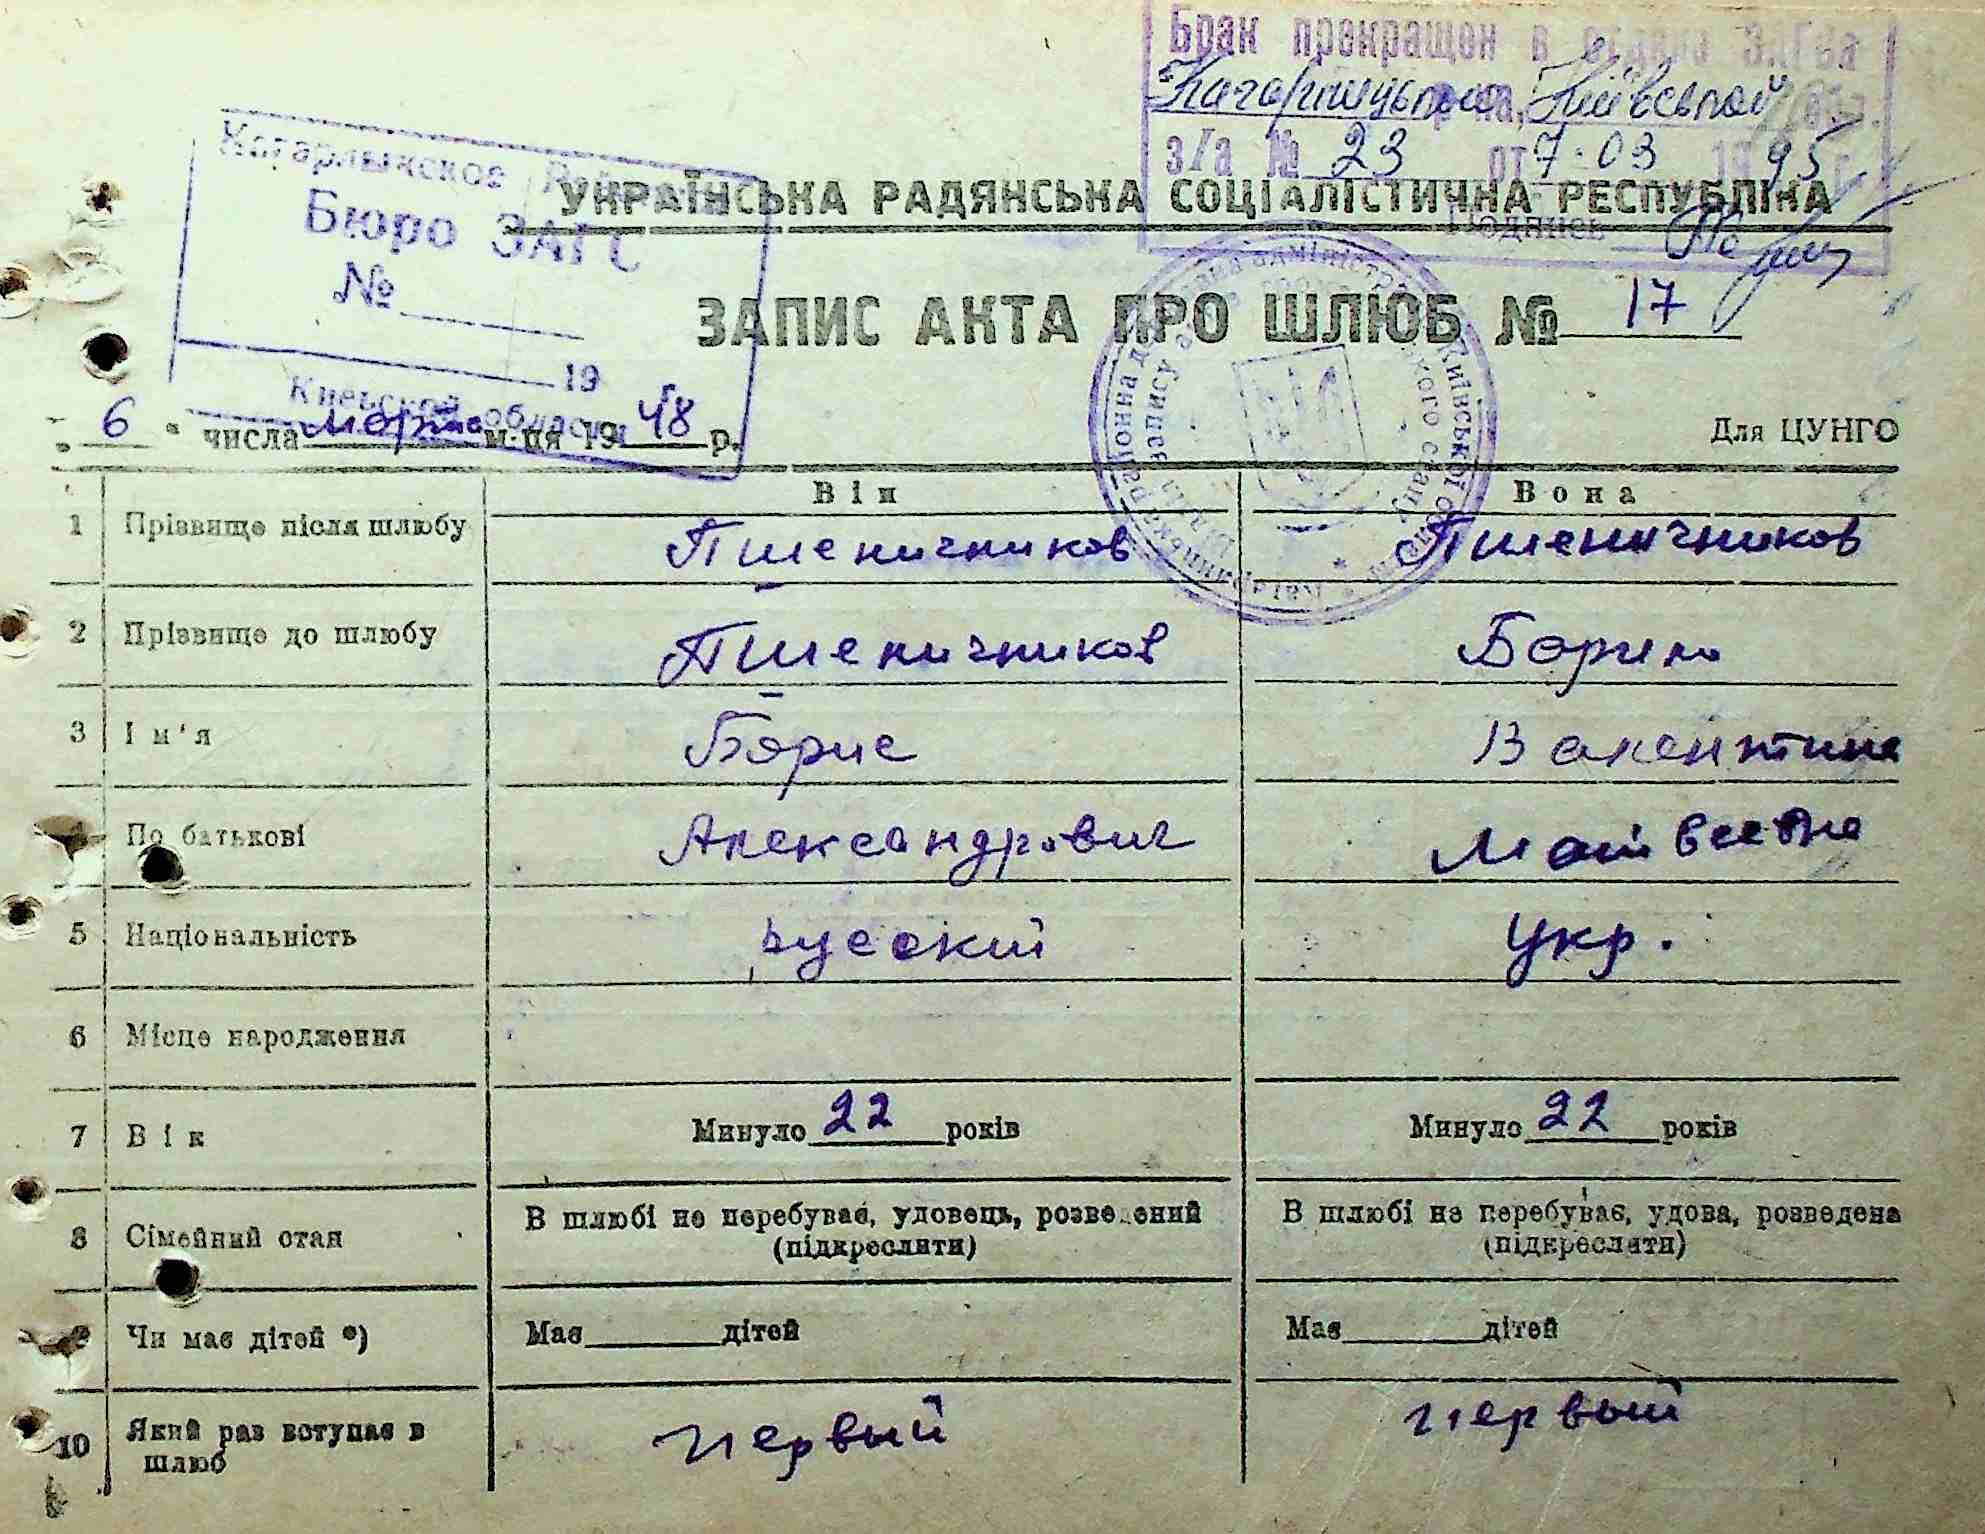 Брак прекращен в отделе ЗАГСа
Кагарлицьком р-на, Київської обл.
з/а № 23 от 7.03 1995 г.
Подпись
Кагарлыкское
Бюро ЗАГС
№
19
Киевской области
УКРАЇНСЬКА РАДЯНСЬКА СОЦІАЛІСТИЧНА РЕСПУБЛІКА
ЗАПИС АКТА ПРО ШЛЮБ № 17
„ 6 “ числа марта м-ця 1948 р.
Для ЦУНГО
Він Вона
1 Прізвище після шлюбу Пшеничников Пшеничников
2 Прізвище до шлюбу Пшеничников
3 Ім'я Борис Валентина
4 По батькові Александрович Матвеевна
5 Національність русский Укр.
6 Місце народження
7 Вік Минуло 22 років Минуло 22 років
8 Сімейний стан В шлюбі не перебуває, удовець, розведений В шлюбі не перебуває, удова, розведена
(підкреслити) (підкреслити)
9 Чи має дітей *) Має дітей Має дітей
10 Який раз вступає в первый первый
шлюб